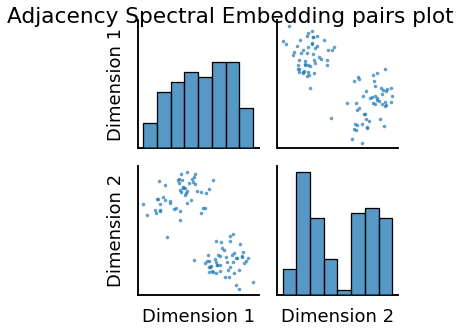 Adjacency Spectral Embedding pairs plot
Dimension 1
Dimension 2
Dimension 1
Dimension 2